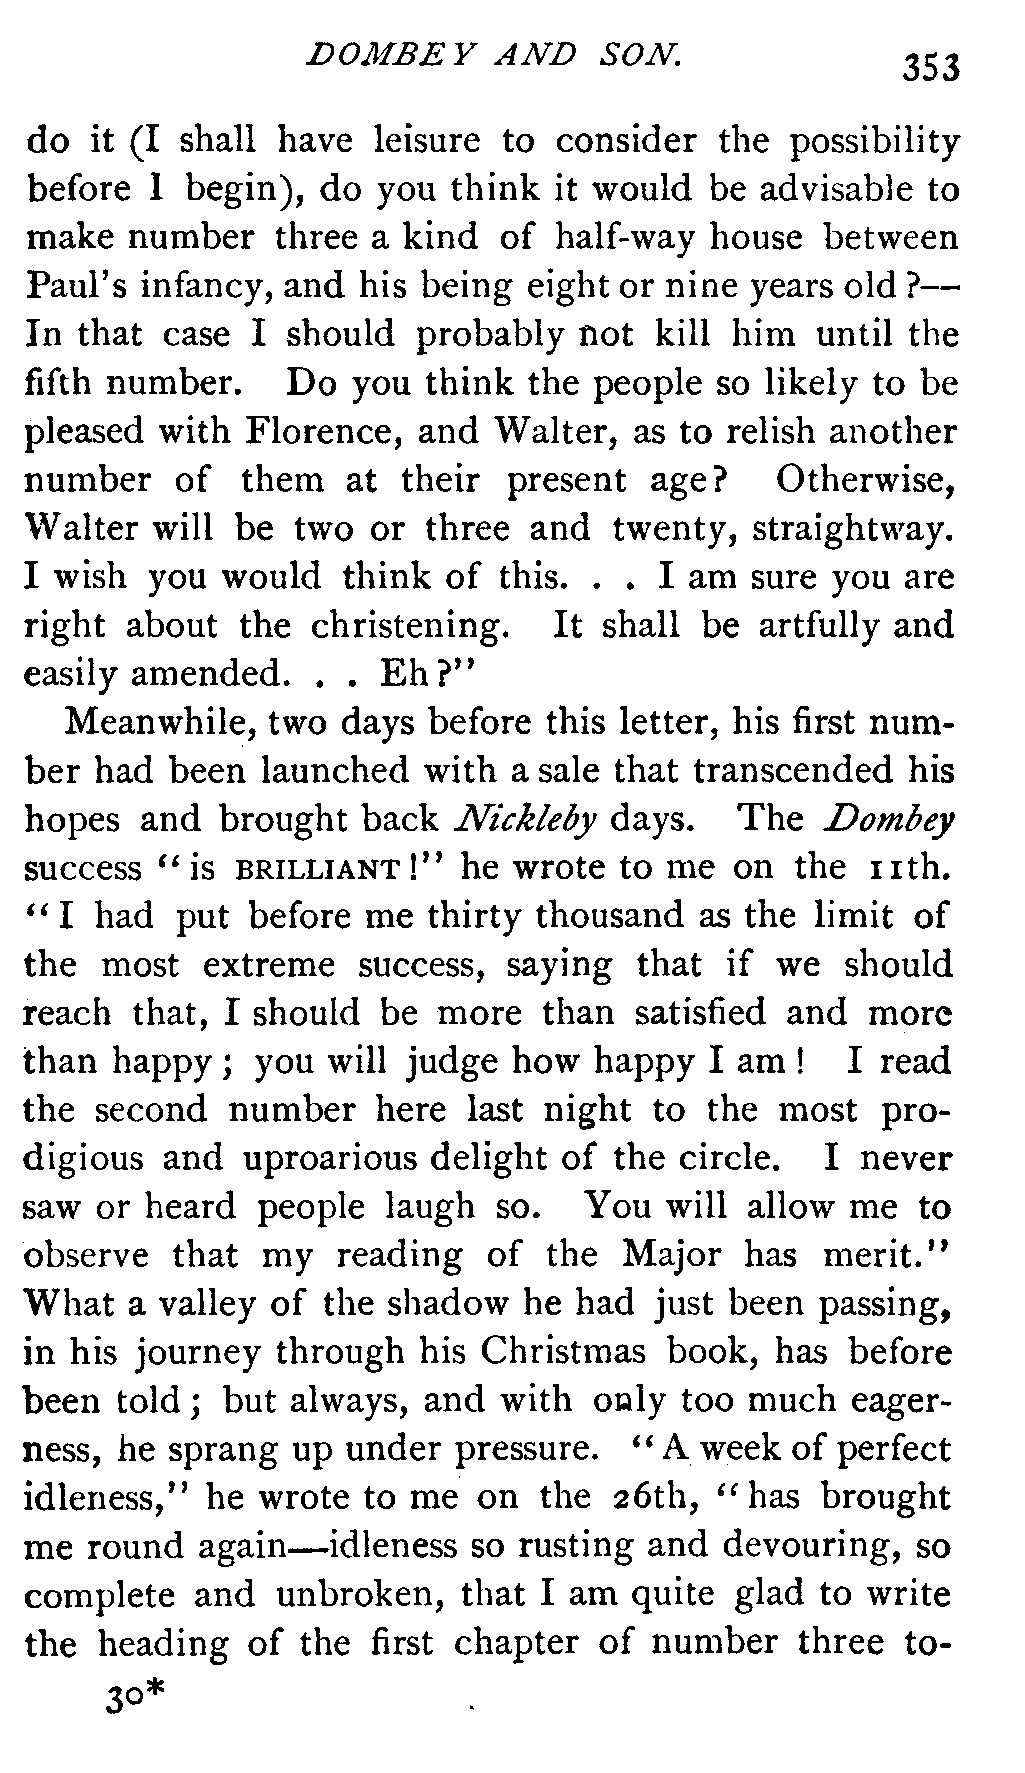 DOMBEY AND SON.
353
do it (I shall have leisure to consider the possibility
before I begin), do you think it would be advisable to
make number three a kind of half-way house between
Paul's infancy, and his being eight or nine years old?—
In that case I should probably not kill him until the
fifth number. Do you think the people so likely to be
pleased with Florence, and Walter, as to relish another
number of them at their present age? Otherwise,
Walter will be two or three and twenty, straightway.
I wish you would think of this. . . I am sure you are
right about the christening. It shall be artfully and
easily amended. . . Eh?"
Meanwhile, two days before this letter, his first num-
ber had been launched with a sale that transcended his
hopes and brought back Nickleby days. The Dombey
success "is BRILLIANT!" he wrote to me on the 11th.
"I had put before me thirty thousand as the limit of
the most extreme success, saying that if we should
reach that, I should be more than satisfied and more
than happy; you will judge how happy I am! I read
the second number here last night to the most pro-
digious and uproarious delight of the circle. I never
saw or heard people laugh so. You will allow me to
observe that my reading of the Major has merit."
What a valley of the shadow he had just been passing,
in his journey through his Christmas book, has before
been told; but always, and with only too much eager-
ness, he sprang up under pressure. "A week of perfect
idleness," he wrote to me on the 26th, "has brought
me round again—idleness so rusting and devouring, so
complete and unbroken, that I am quite glad to write
the heading of the first chapter of number three to-
30*